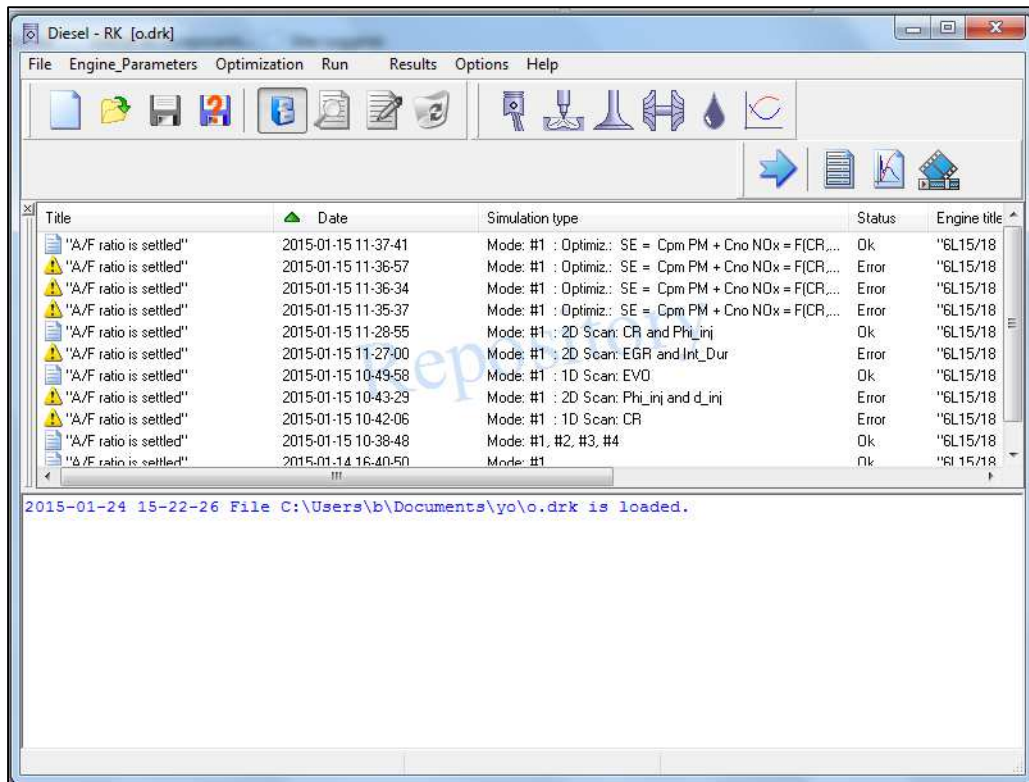 Diesel - RK [o.drk]
File Engine_Parameters Optimization Run Results Options Help
Title Date Simulation type Status Engine title
"A/F ratio is settled" 2015-01-15 11-37-41 Mode: #1 : Optimiz.: SE = Cpm PM + Cno NOx = F(CR,... Ok "6L15/18
"A/F ratio is settled" 2015-01-15 11-36-57 Mode: #1 : Optimiz.: SE = Cpm PM + Cno NOx = F(CR,... Error "6L15/18
"A/F ratio is settled" 2015-01-15 11-36-34 Mode: #1 : Optimiz.: SE = Cpm PM + Cno NOx = F(CR,... Error "6L15/18
"A/F ratio is settled" 2015-01-15 11-35-37 Mode: #1 : Optimiz.: SE = Cpm PM + Cno NOx = F(CR,... Error "6L15/18
"A/F ratio is settled" 2015-01-15 11-28-55 Mode: #1 : 2D Scan: CR and Phi_inj Ok "6L15/18
"A/F ratio is settled" 2015-01-15 11-27-00 Mode: #1 : 2D Scan: EGR and Int_Dur Error "6L15/18
"A/F ratio is settled" 2015-01-15 10-49-58 Mode: #1 : 1D Scan: EVO Ok "6L15/18
"A/F ratio is settled" 2015-01-15 10-43-29 Mode: #1 : 2D Scan: Phi_inj and d_inj Error "6L15/18
"A/F ratio is settled" 2015-01-15 10-42-06 Mode: #1 : 1D Scan: CR Error "6L15/18
"A/F ratio is settled" 2015-01-15 10-38-48 Mode: #1, #2, #3, #4 Ok "6L15/18
"A/F ratio is settled" 2015-01-14 16-40-50 Mode: #1 Ok "6L15/18
Repository
2015-01-24 15-22-26 File C:\Users\b\Documents\yo\o.drk is loaded.